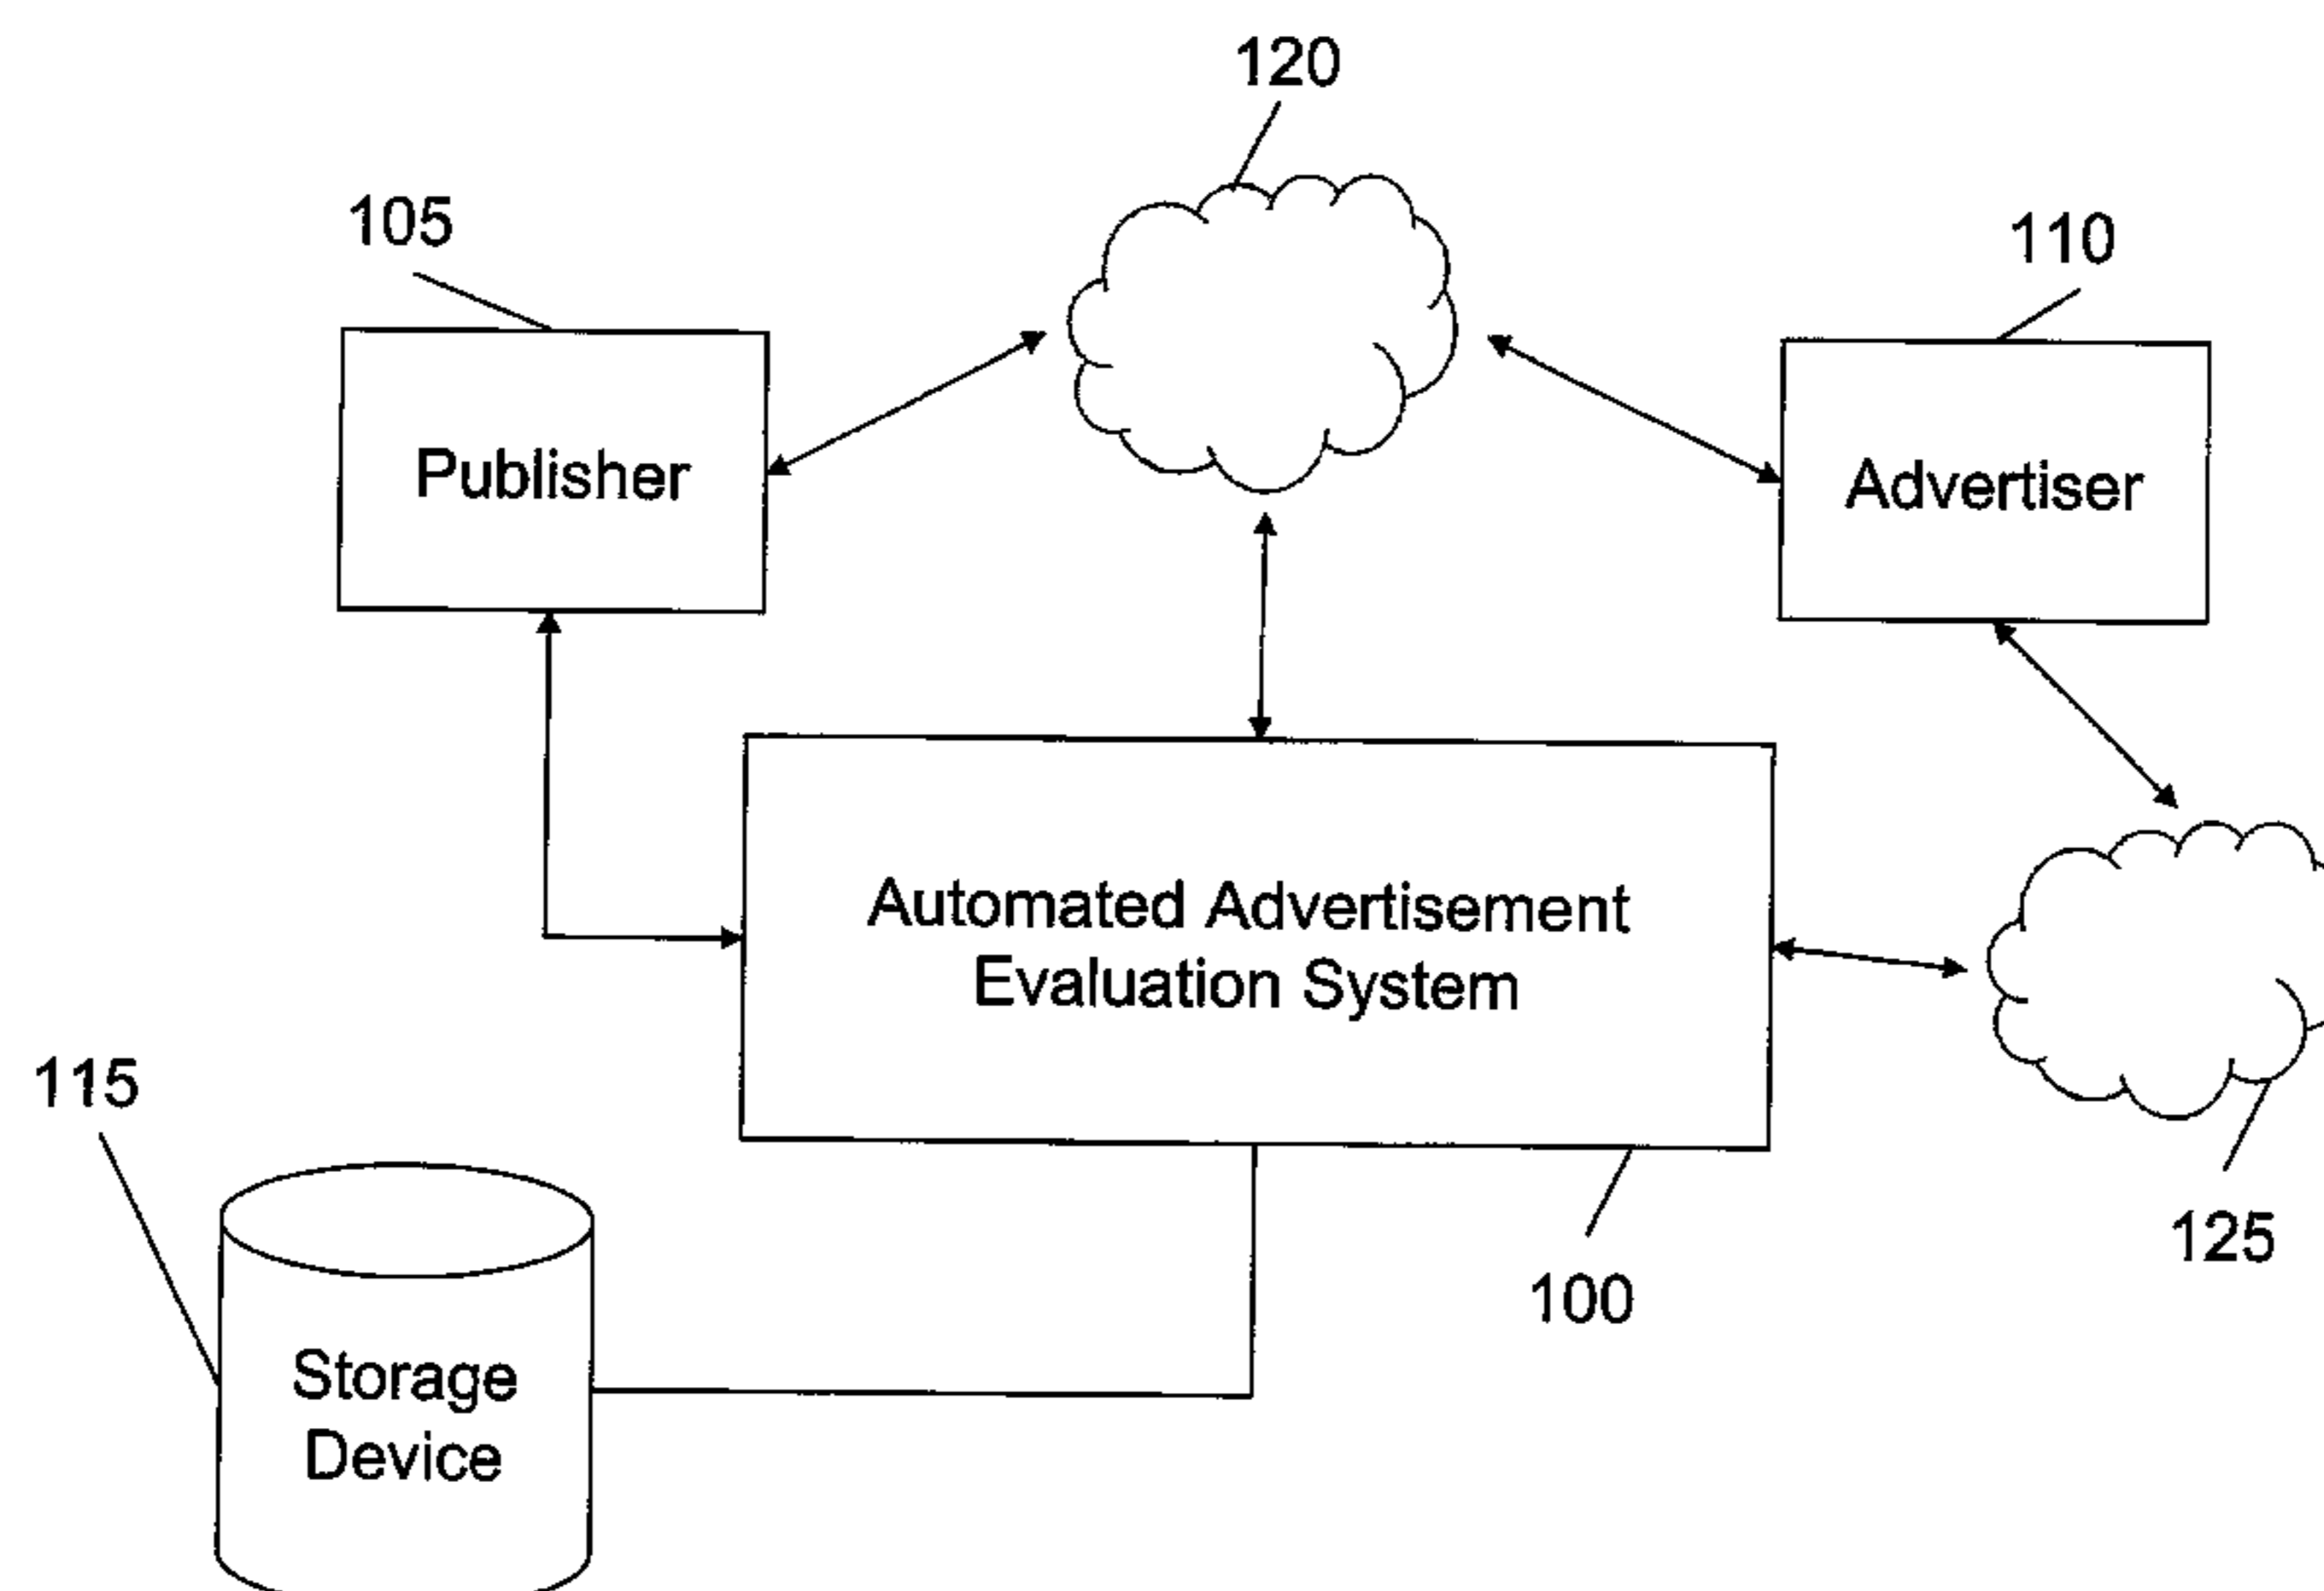 120
105
110
Publisher
Advertiser
Automated Advertisement
Evaluation System
115
125
100
Storage
Device